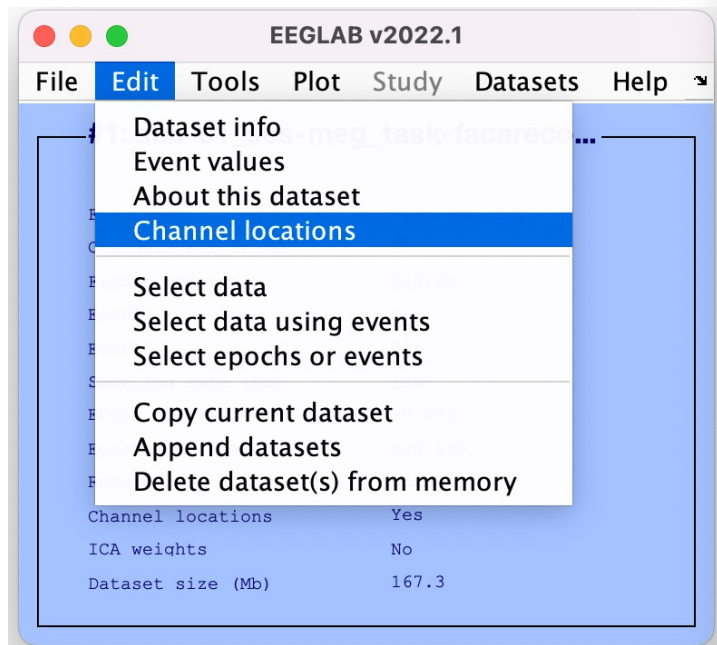 EEGLAB v2022.1
File Edit Tools Plot Study Datasets Help
Dataset info
Event values
About this dataset
Channel locations
Select data
Select data using events
Select epochs or events
Copy current dataset
Append datasets
Delete dataset(s) from memory
Channel locations Yes
ICA weights No
Dataset size (Mb) 167.3